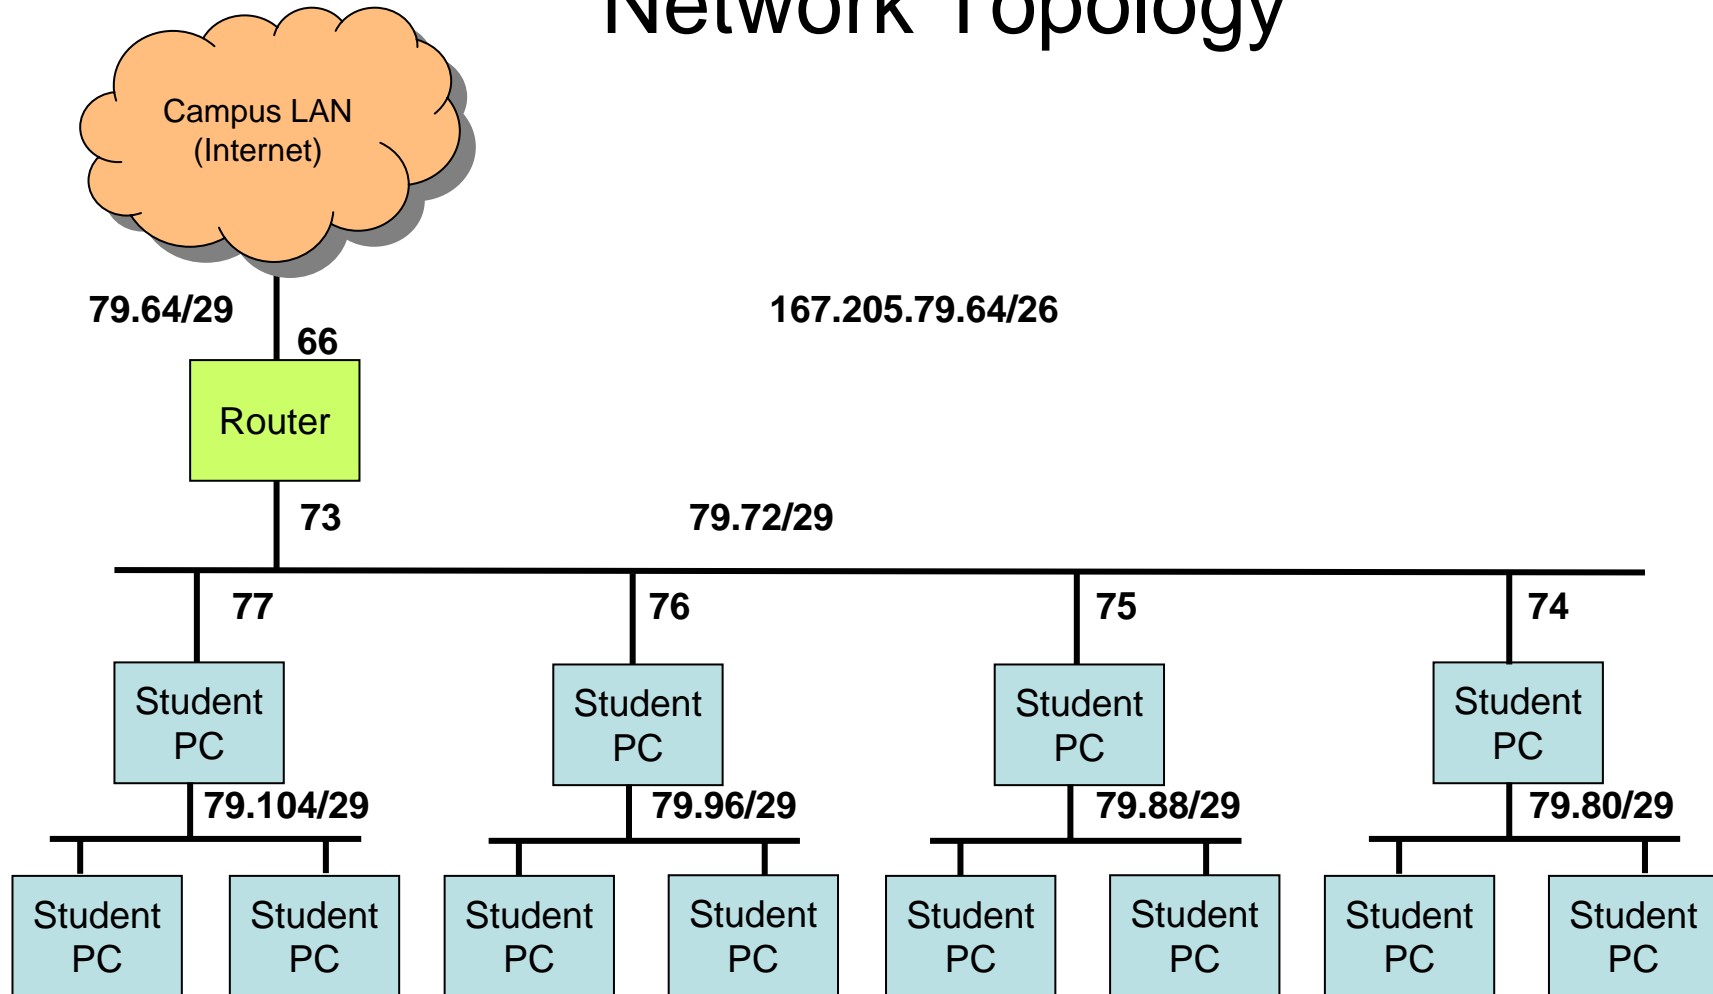 Network Topology
Campus LAN
(Internet)
79.64/29
167.205.79.64/26
66
Router
73
79.72/29
77
76
75
74
Student
PC
Student
PC
Student
PC
Student
PC
79.104/29
79.96/29
79.88/29
79.80/29
Student
PC
Student
PC
Student
PC
Student
PC
Student
PC
Student
PC
Student
PC
Student
PC